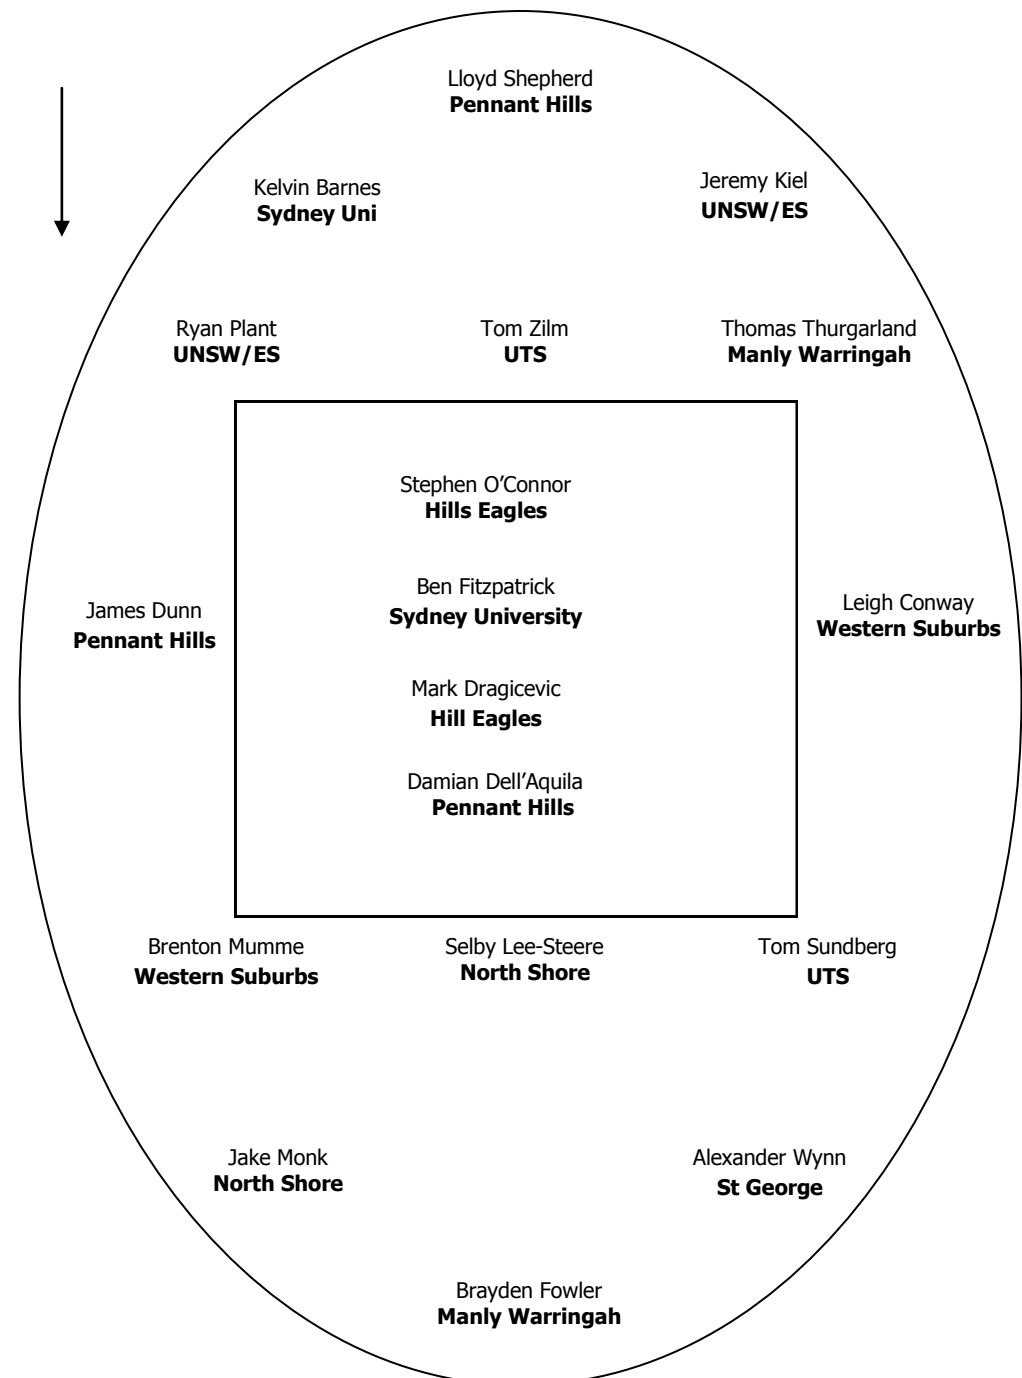 Lloyd Shepherd
Pennant Hills
Kelvin Barnes
Sydney Uni
Jeremy Kiel
UNSW/ES
Ryan Plant
UNSW/ES
Tom Zilm
UTS
Thomas Thurgarland
Manly Warringah
Stephen O’Connor
Hills Eagles
Ben Fitzpatrick
Sydney University
James Dunn
Pennant Hills
Leigh Conway
Western Suburbs
Mark Dragicevic
Hill Eagles
Damian Dell’Aquila
Pennant Hills
Brenton Mumme
Western Suburbs
Selby Lee-Steere
North Shore
Tom Sundberg
UTS
Jake Monk
North Shore
Alexander Wynn
St George
Brayden Fowler
Manly Warringah